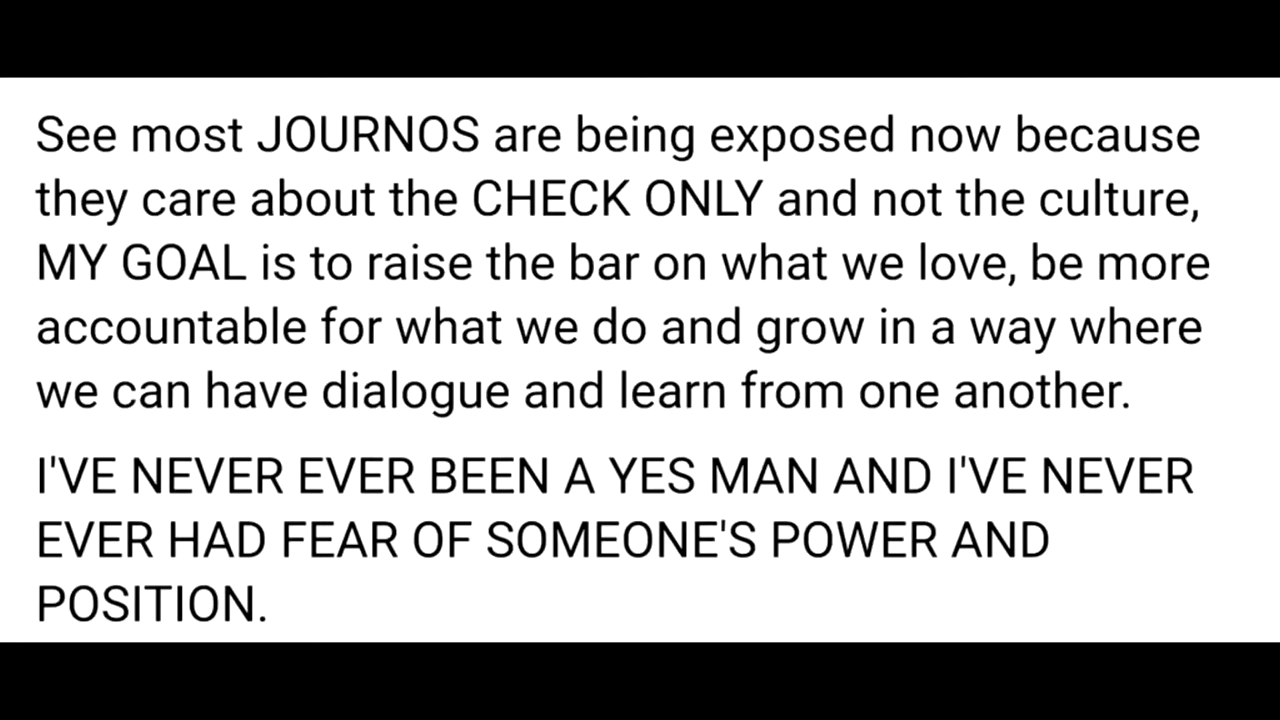 See most JOURNOS are being exposed now because
they care about the CHECK ONLY and not the culture,
MY GOAL is to raise the bar on what we love, be more
accountable for what we do and grow in a way where
we can have dialogue and learn from one another.
I'VE NEVER EVER BEEN A YES MAN AND I'VE NEVER
EVER HAD FEAR OF SOMEONE'S POWER AND
POSITION.